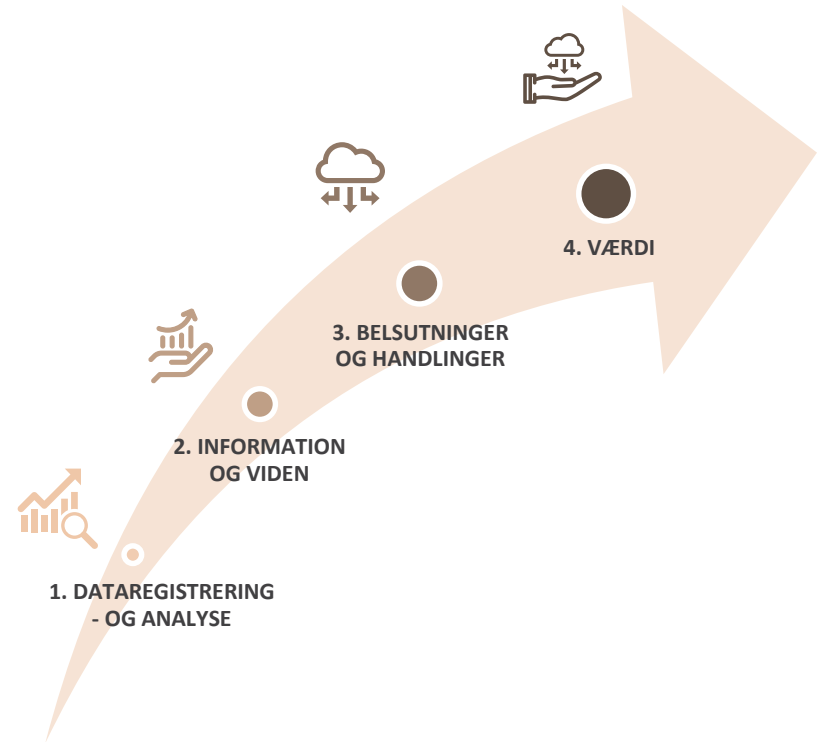 4. VÆRDI
3. BELSUTNINGER
OG HANDLINGER
2. INFORMATION
OG VIDEN
1. DATAREGISTRERING
- OG ANALYSE